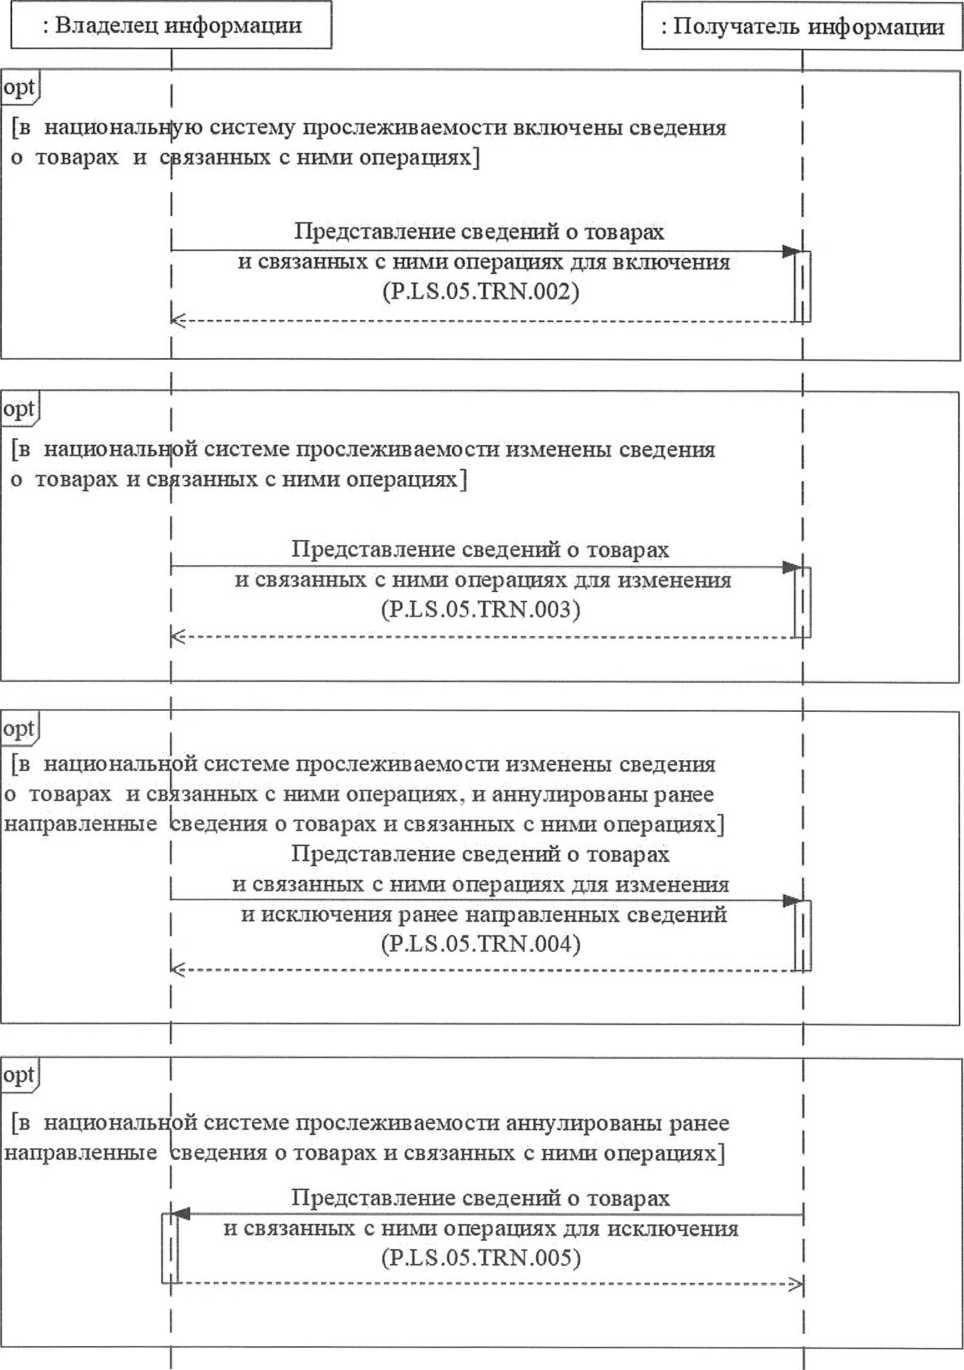 : Владелец информации
: Получатель информации
opt
[в национальную систему прослеживаемости включены сведения
о товарах и связанных с ними операциях]
Представление сведений о товарах
и связанных с ними операциях для включения
(P.LS.05.TRN.002)
opt
[в национальной системе прослеживаемости изменены сведения
о товарах и связанных с ними операциях]
Представление сведений о товарах
и связанных с ними операциях для изменения
(P.LS.05.TRN.003)
opt
[в национальной системе прослеживаемости изменены сведения
о товарах и связанных с ними операциях, и аннулированы ранее
направленные сведения о товарах и связанных с ними операциях]
Представление сведений о товарах
и связанных с ними операциях для изменения
и исключения ранее направленных сведений
(P.LS.05.TRN.004)
opt
[в национальной системе прослеживаемости аннулированы ранее
направленные сведения о товарах и связанных с ними операциях]
Представление сведений о товарах
и связанных с ними операциях для исключения
(P.LS.05.TRN.005)